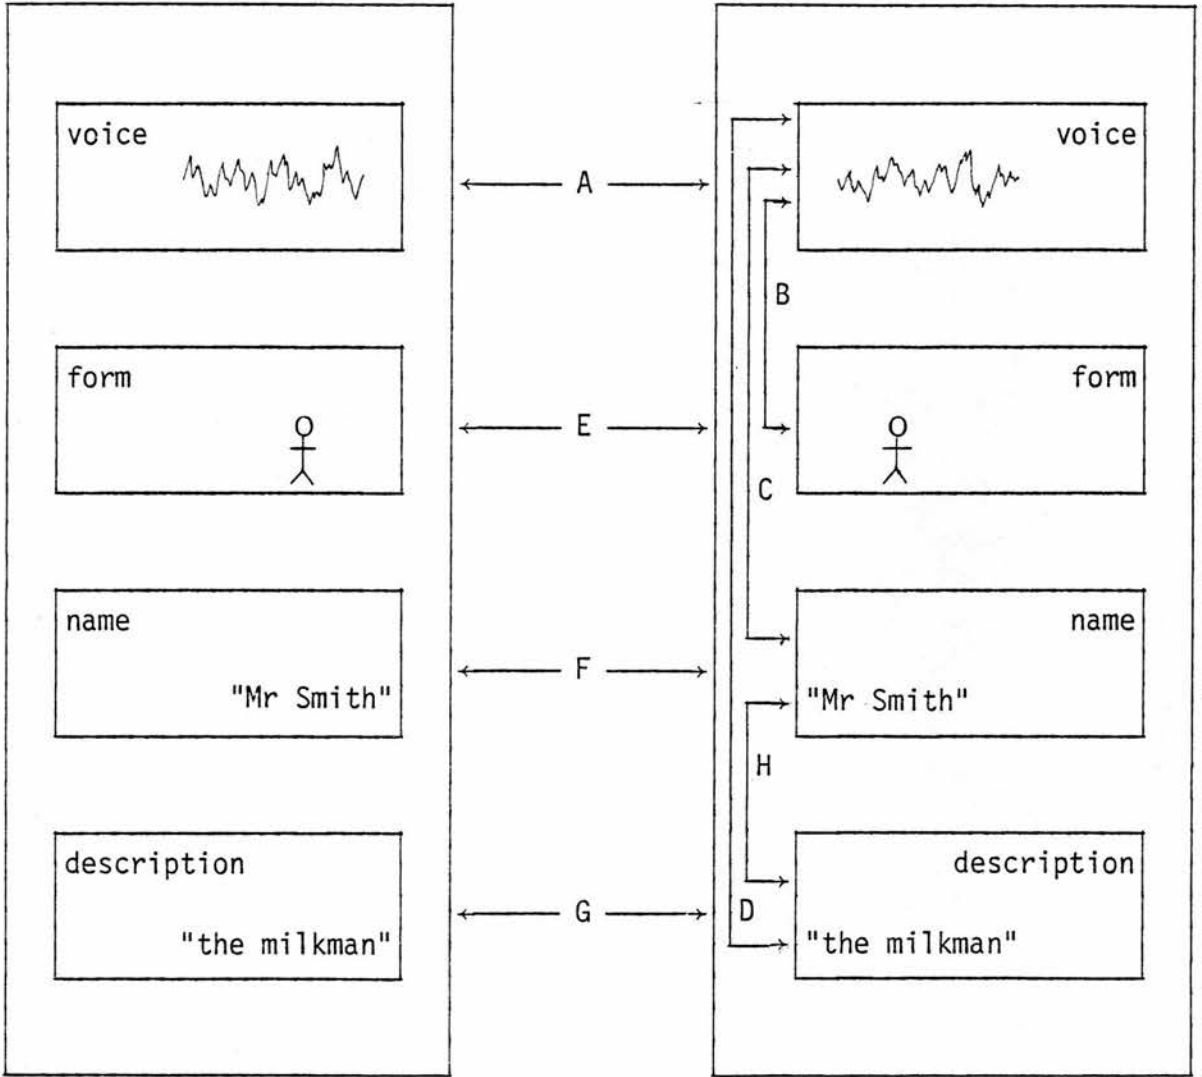 voice
A
voice
B
form
E
form
C
name
F
name
"Mr Smith"
"Mr Smith"
H
description
description
G
D
"the milkman"
"the milkman"